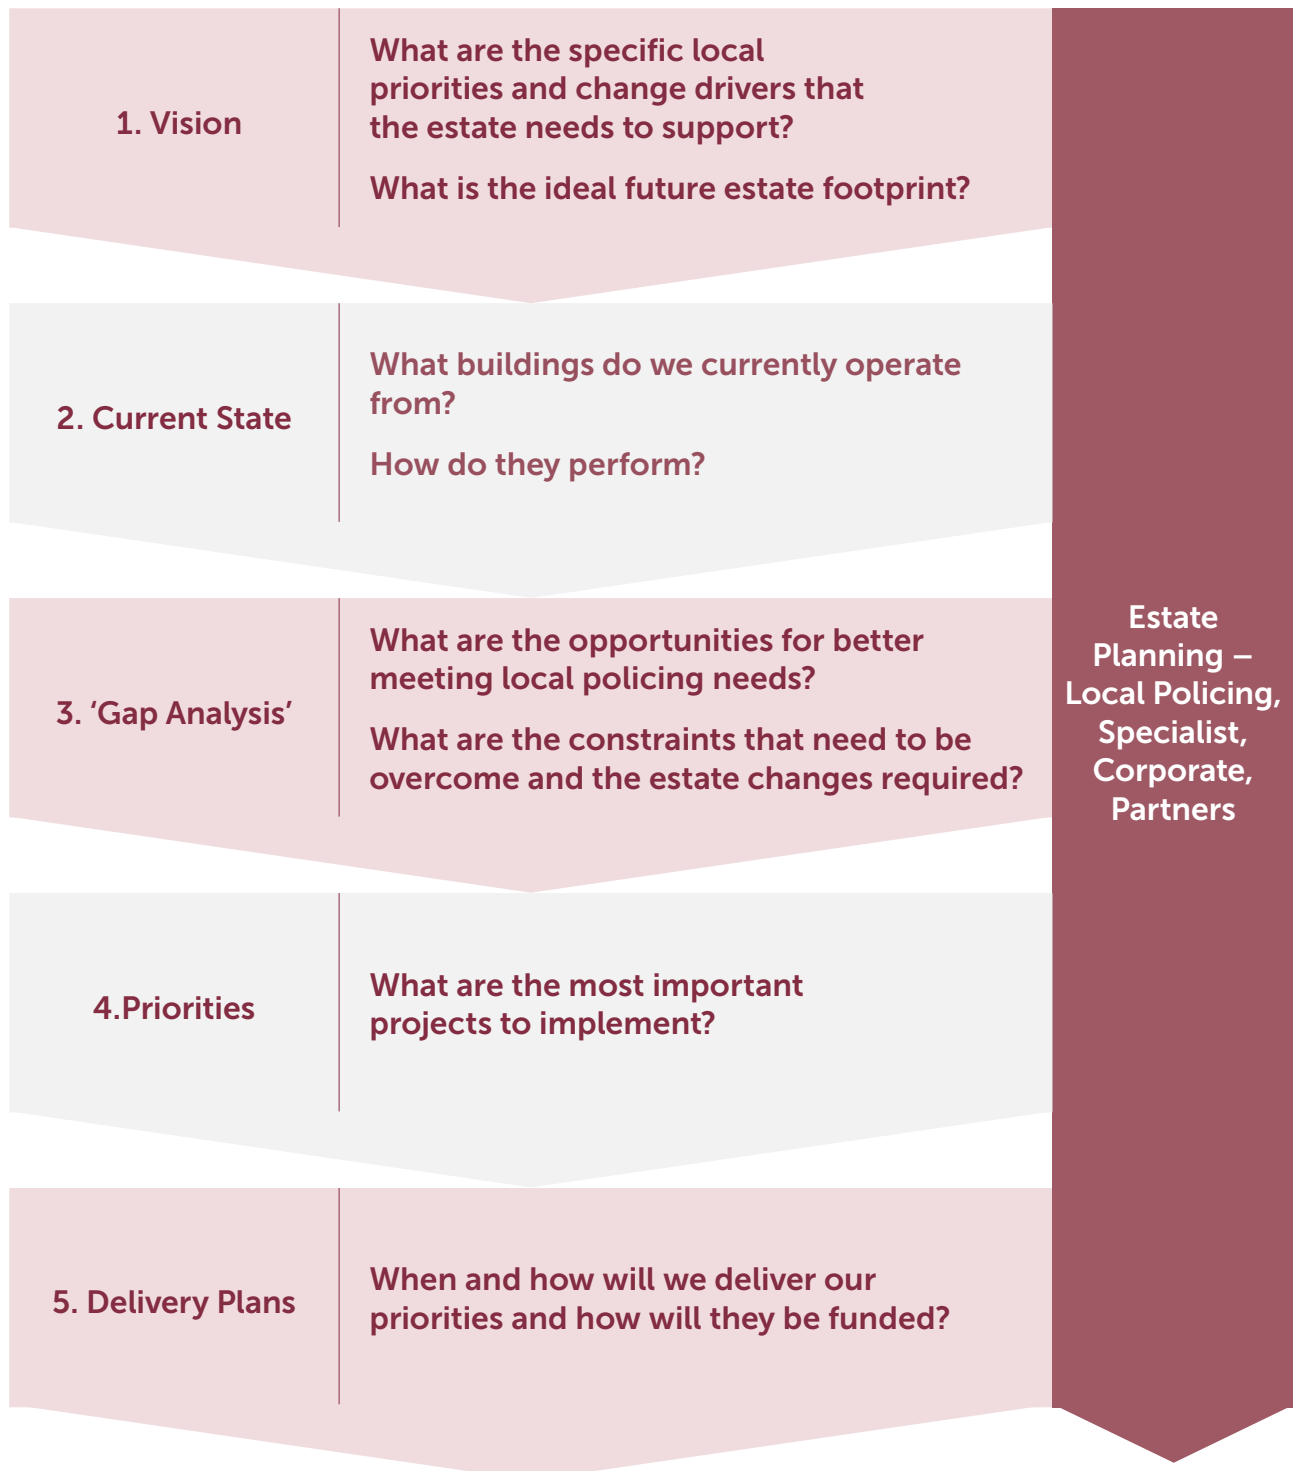 1. Vision
What are the specific local
priorities and change drivers that
the estate needs to support?
What is the ideal future estate footprint?
2. Current State
What buildings do we currently operate
from?
How do they perform?
3. ‘Gap Analysis’
What are the opportunities for better
meeting local policing needs?
What are the constraints that need to be
overcome and the estate changes required?
4.Priorities
What are the most important
projects to implement?
5. Delivery Plans
When and how will we deliver our
priorities and how will they be funded?
Estate
Planning –
Local Policing,
Specialist,
Corporate,
Partners